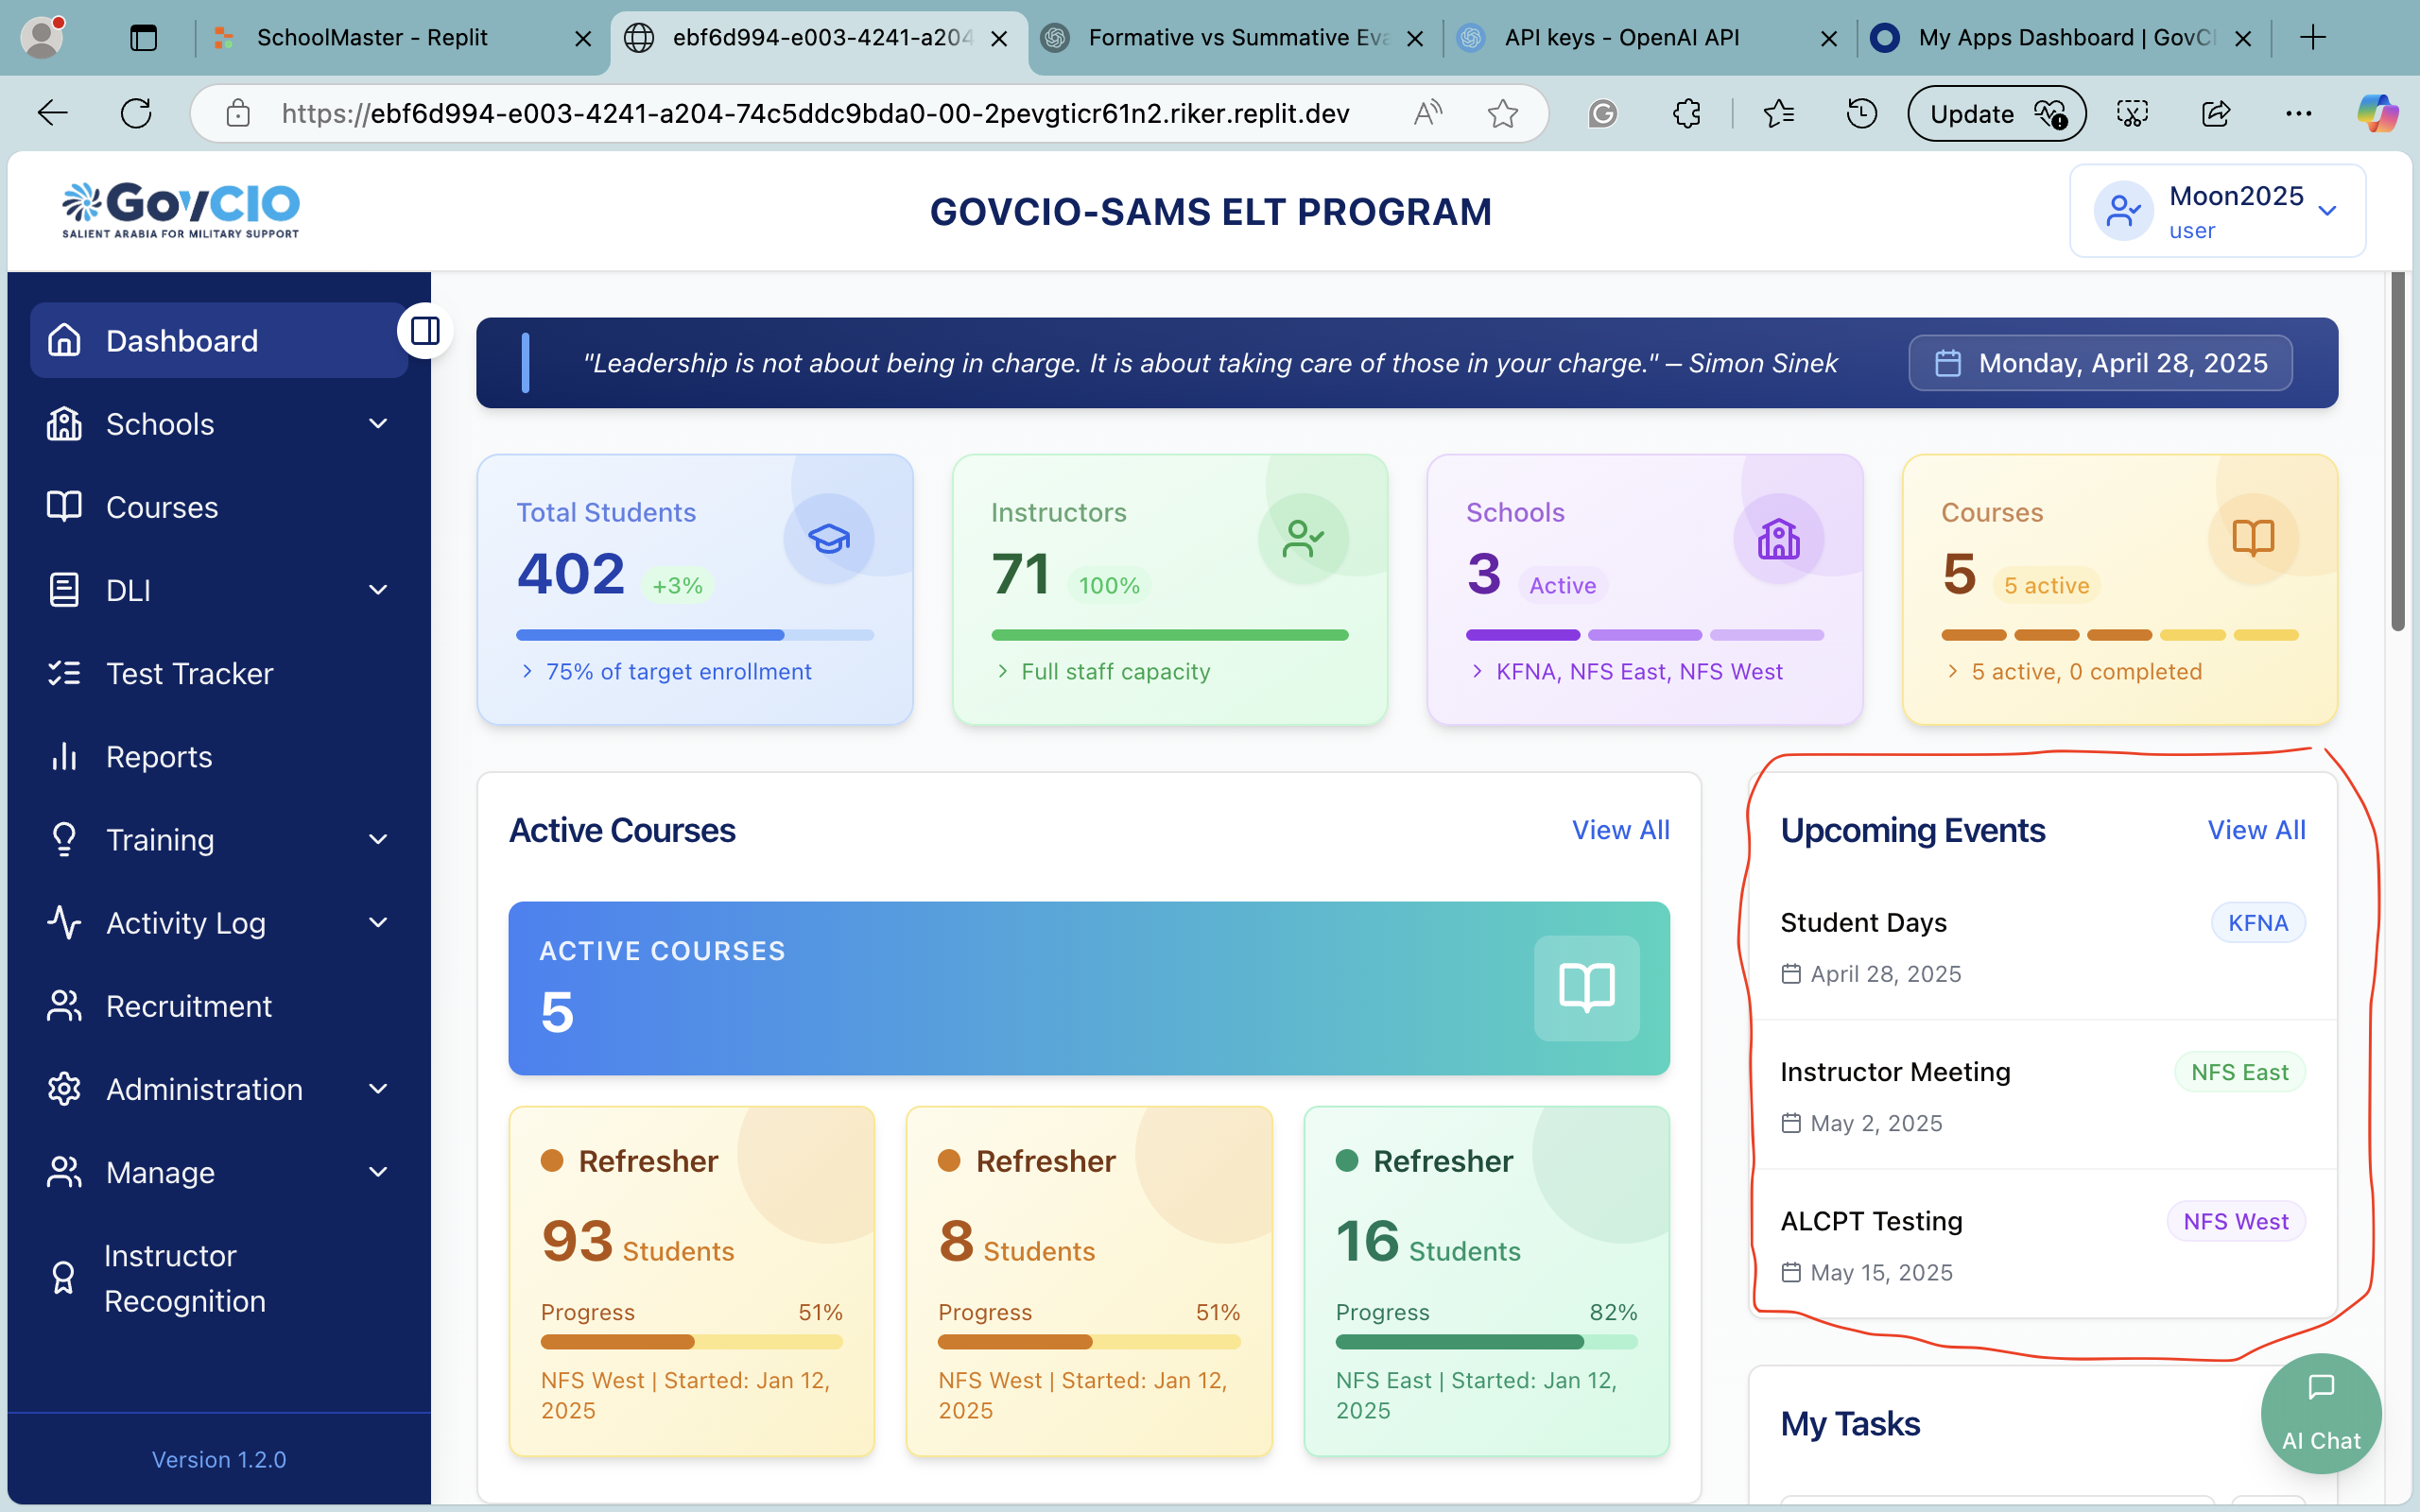 SchoolMaster - Replit
ebf6d994-e003-4241-a204
Formative vs Summative Eva
API keys - OpenAI API
My Apps Dashboard | GovCI
https://ebf6d994-e003-4241-a204-74c5ddc9bda0-00-2pevgticr61n2.riker.replit.dev
Update
GovCIO
SALIENT ARABIA FOR MILITARY SUPPORT
GOVCIO-SAMS ELT PROGRAM
Moon2025
user
Dashboard
Schools
Courses
DLI
Test Tracker
Reports
Training
Activity Log
Recruitment
Administration
Manage
Instructor
Recognition
Version 1.2.0
"Leadership is not about being in charge. It is about taking care of those in your charge." — Simon Sinek
Monday, April 28, 2025
Total Students
402 +3%
75% of target enrollment
Instructors
71 100%
Full staff capacity
Schools
3 Active
KFNA, NFS East, NFS West
Courses
5 5 active
5 active, 0 completed
Active Courses
View All
ACTIVE COURSES
5
Refresher
93 Students
Progress 51%
NFS West | Started: Jan 12,
2025
Refresher
8 Students
Progress 51%
NFS West | Started: Jan 12,
2025
Refresher
16 Students
Progress 82%
NFS East | Started: Jan 12,
2025
Upcoming Events
View All
Student Days
KFNA
April 28, 2025
Instructor Meeting
NFS East
May 2, 2025
ALCPT Testing
NFS West
May 15, 2025
My Tasks
AI Chat